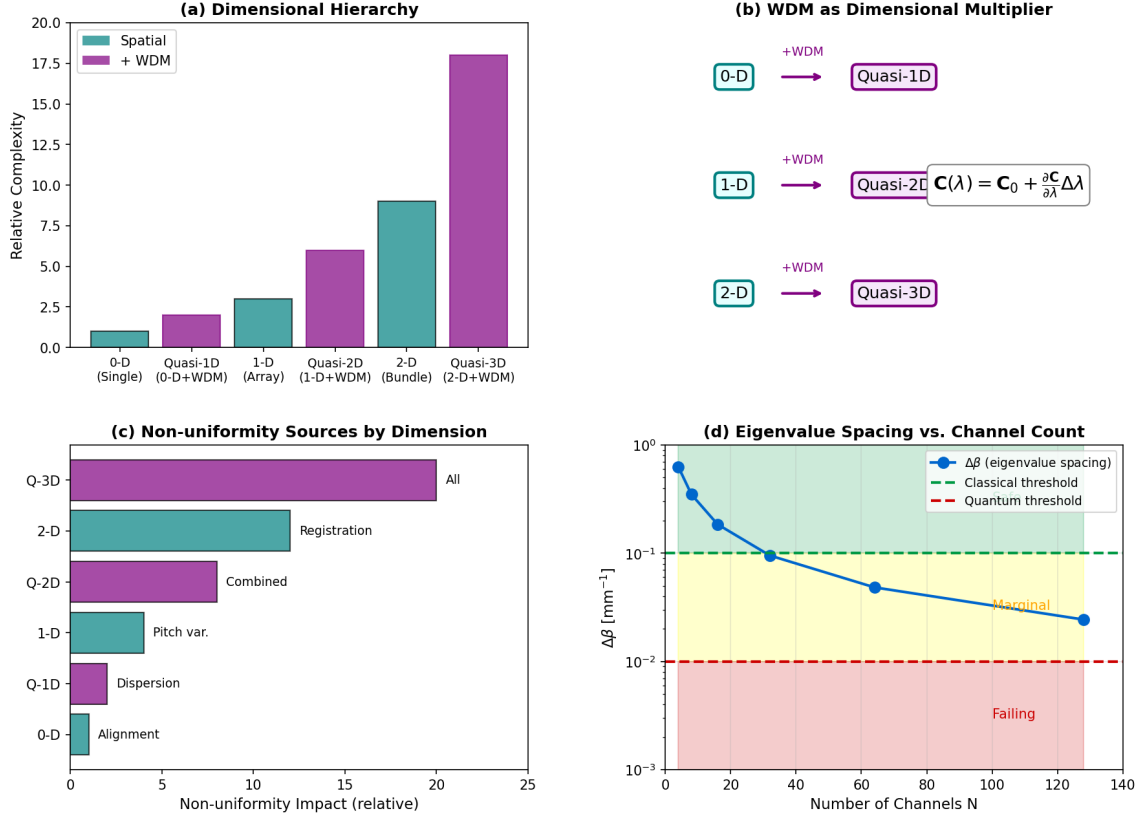 (a) Dimensional Hierarchy
20.0
17.5
15.0
12.5
10.0
7.5
5.0
2.5
0.0
Relative Complexity
Spatial
+ WDM
0-D
(Single)
Quasi-1D
(0-D+WDM)
1-D
(Array)
Quasi-2D
(1-D+WDM)
2-D
(Bundle)
Quasi-3D
(2-D+WDM)
(b) WDM as Dimensional Multiplier
0-D
+WDM
Quasi-1D
1-D
+WDM
Quasi-2D
C(λ) = C₀ + ∂C/∂λ Δλ
2-D
+WDM
Quasi-3D
(c) Non-uniformity Sources by Dimension
Q-3D
All
2-D
Registration
Q-2D
Combined
1-D
Pitch var.
Q-1D
Dispersion
0-D
Alignment
0 5 10 15 20 25
Non-uniformity Impact (relative)
(d) Eigenvalue Spacing vs. Channel Count
10⁰
10⁻¹
10⁻²
10⁻³
Δβ [mm⁻¹]
Δβ (eigenvalue spacing)
Classical threshold
Quantum threshold
Marginal
Failing
0 20 40 60 80 100 120 140
Number of Channels N